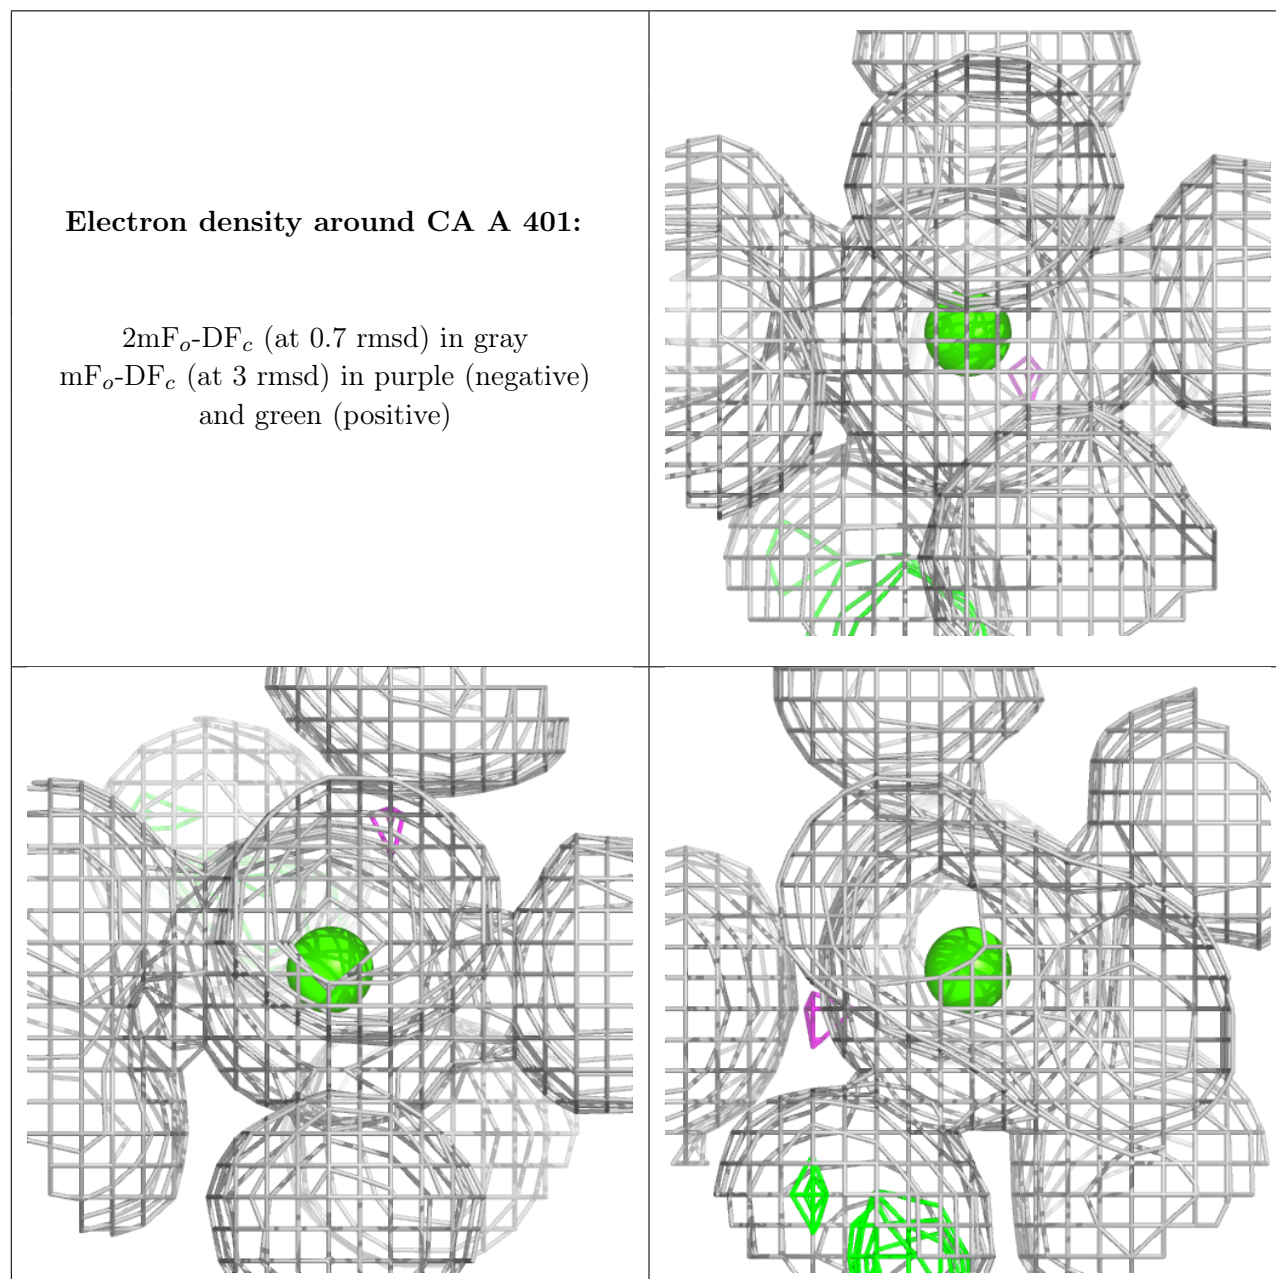 Electron density around CA A 401:
2mFo-DFc (at 0.7 rmsd) in gray
mFo-DFc (at 3 rmsd) in purple (negative)
and green (positive)